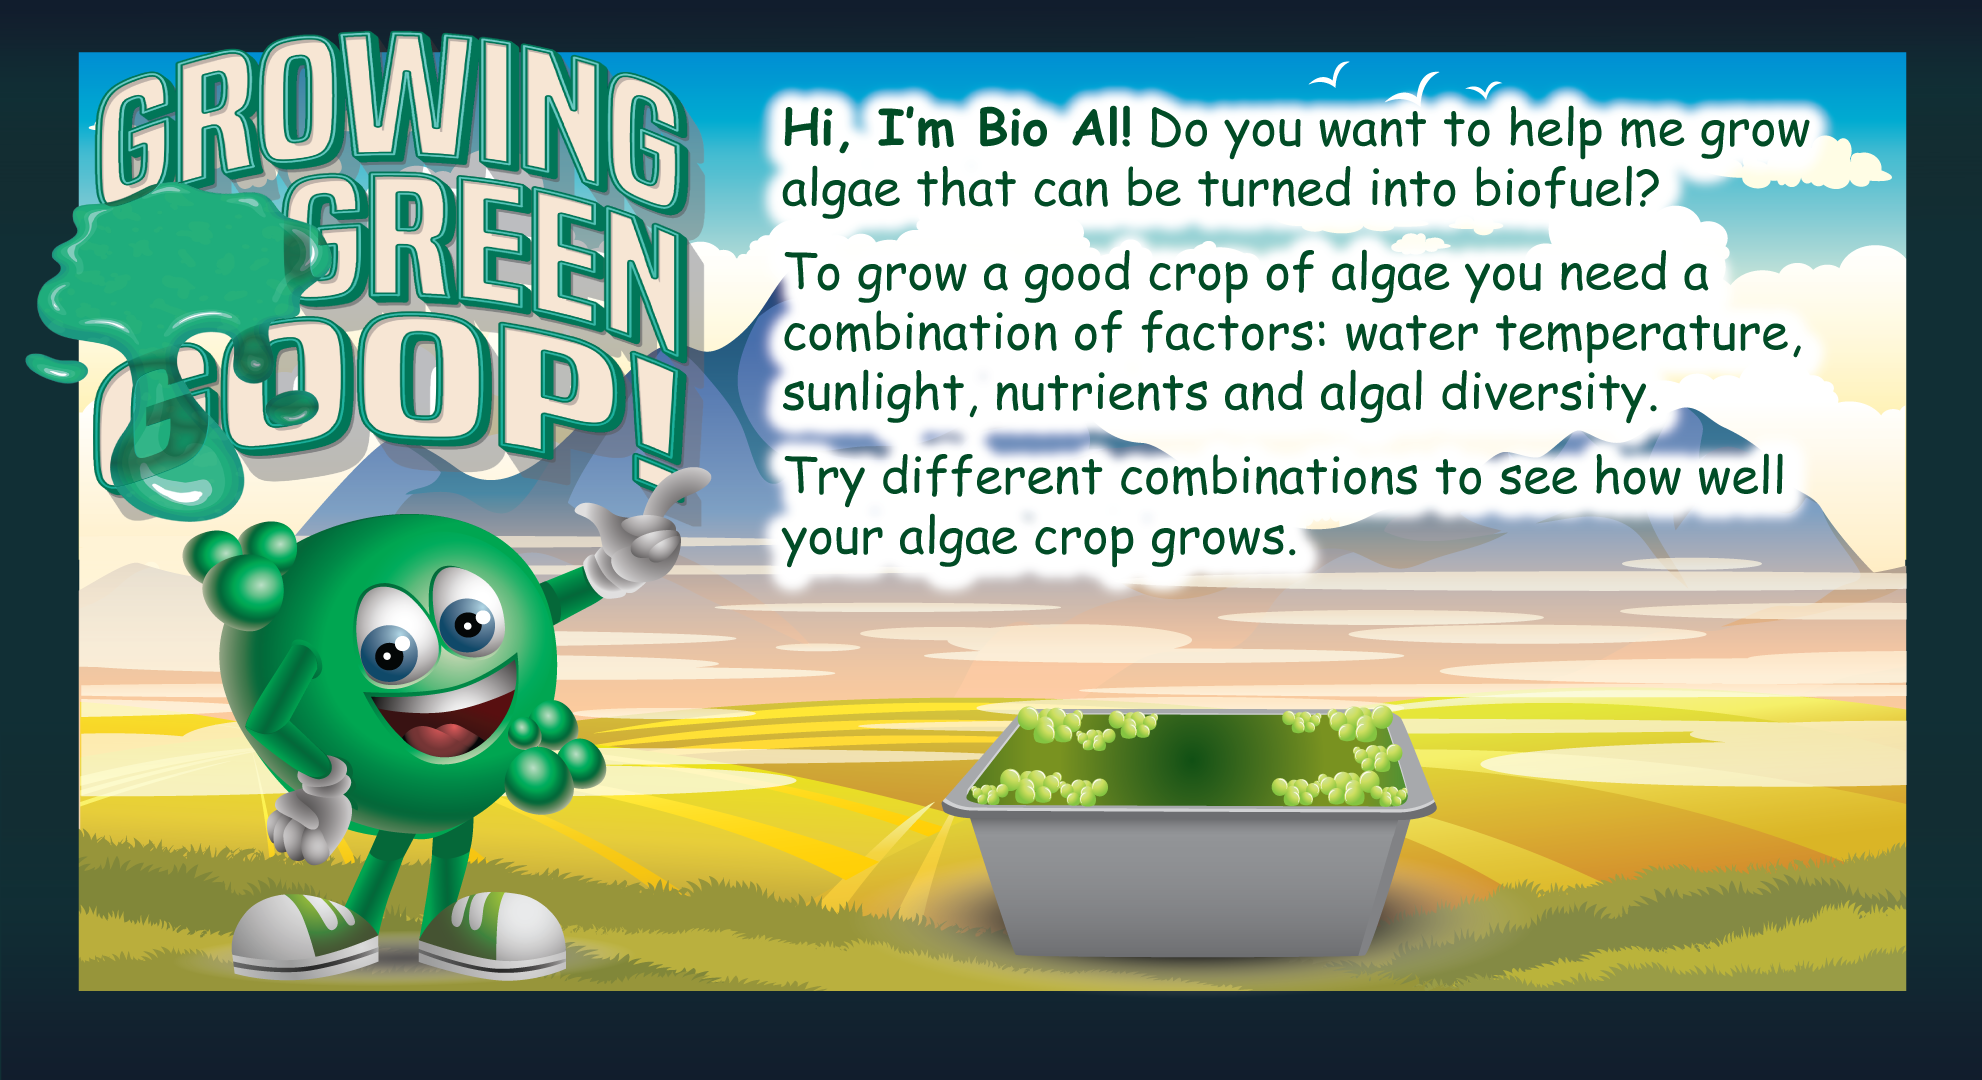 GROWING
GREEN
GOOP!
Hi, I'm Bio Al! Do you want to help me grow
algae that can be turned into biofuel?
To grow a good crop of algae you need a
combination of factors: water temperature,
sunlight, nutrients and algal diversity.
Try different combinations to see how well
your algae crop grows.